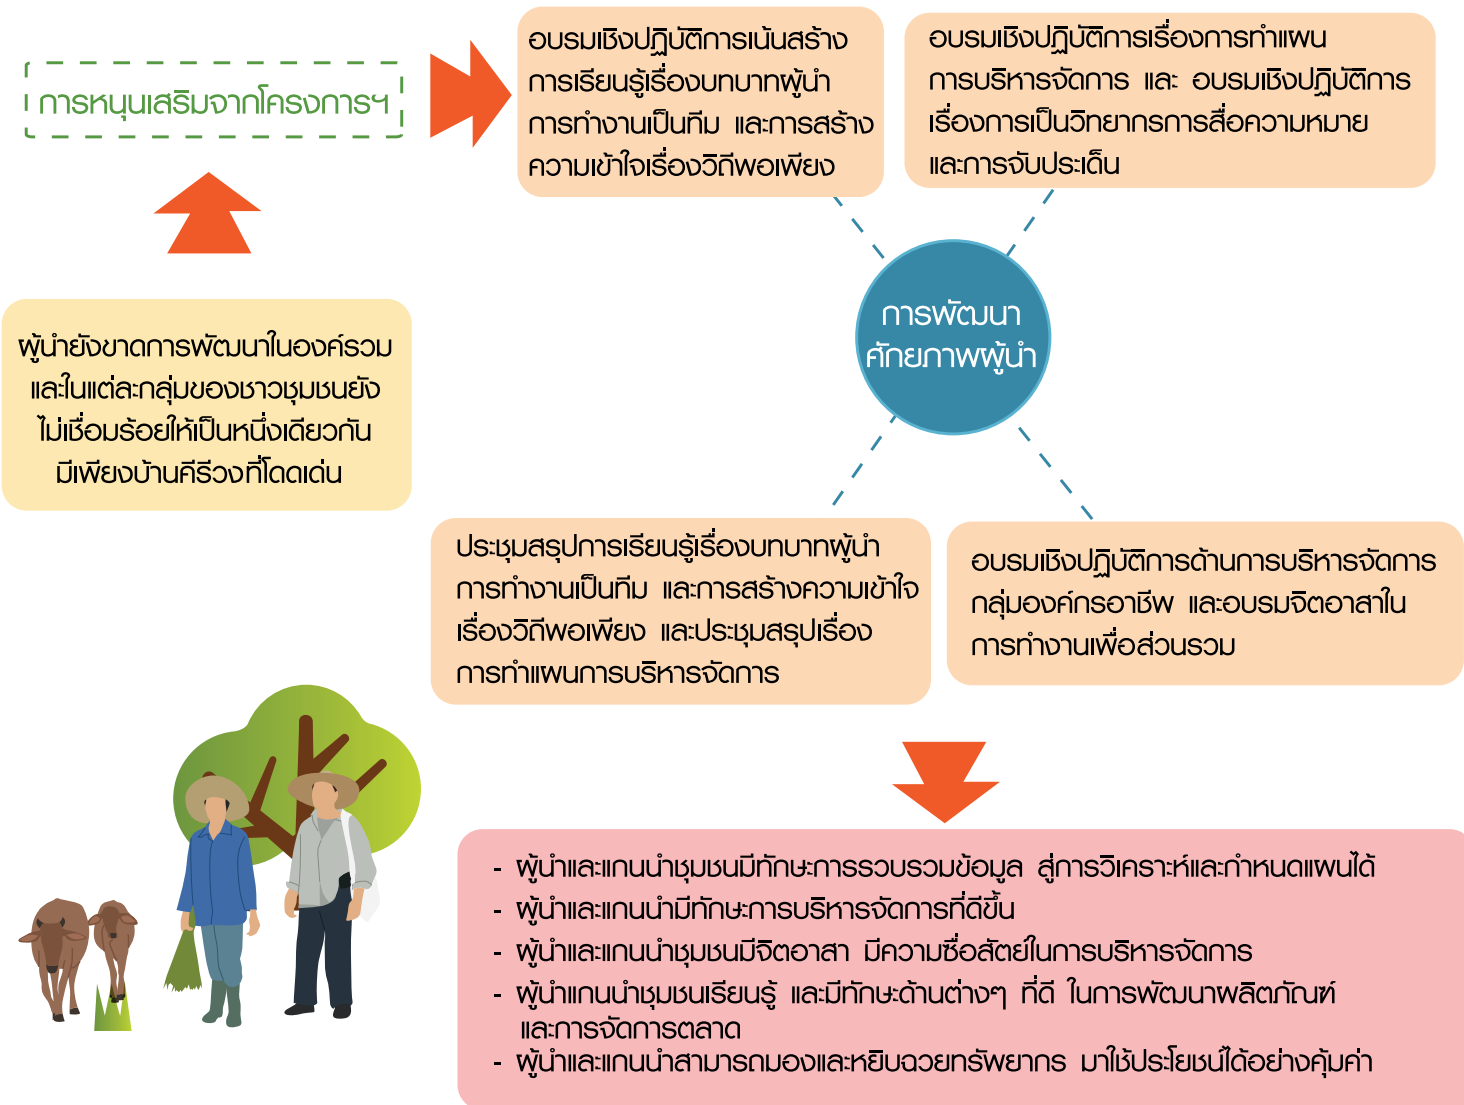 การหนุนเสริมจากโครงการฯ
อบรมเชิงปฏิบัติการเน้นสร้าง
การเรียนรู้เรื่องบทบาทผู้นำ
การทำงานเป็นทีม และการสร้าง
ความเข้าใจเรื่องวิถีพอเพียง
อบรมเชิงปฏิบัติการเรื่องการทำแผน
การบริหารจัดการ และ อบรมเชิงปฏิบัติการ
เรื่องการเป็นวิทยากรการสื่อความหมาย
และการจับประเด็น
การพัฒนา
ศักยภาพผู้นำ
ผู้นำยังขาดการพัฒนาในองค์รวม
และในแต่ละกลุ่มของชาวชุมชนยัง
ไม่เชื่อมร้อยให้เป็นหนึ่งเดียวกัน
มีเพียงบ้านคีรีวงที่โดดเด่น
ประชุมสรุปการเรียนรู้เรื่องบทบาทผู้นำ
การทำงานเป็นทีม และการสร้างความเข้าใจ
เรื่องวิถีพอเพียง และประชุมสรุปเรื่อง
การทำแผนการบริหารจัดการ
อบรมเชิงปฏิบัติการด้านการบริหารจัดการ
กลุ่มองค์กรอาชีพ และอบรมจิตอาสาใน
การทำงานเพื่อส่วนรวม
- ผู้นำและแกนนำชุมชนมีทักษะการรวบรวมข้อมูล สู่การวิเคราะห์และกำหนดแผนได้
- ผู้นำและแกนนำมีทักษะการบริหารจัดการที่ดีขึ้น
- ผู้นำและแกนนำชุมชนมีจิตอาสา มีความซื่อสัตย์ในการบริหารจัดการ
- ผู้นำแกนนำชุมชนเรียนรู้ และมีทักษะด้านต่างๆ ที่ดี ในการพัฒนาผลิตภัณฑ์
และการจัดการตลาด
- ผู้นำและแกนนำสามารถมองและหยิบฉวยทรัพยากร มาใช้ประโยชน์ได้อย่างคุ้มค่า